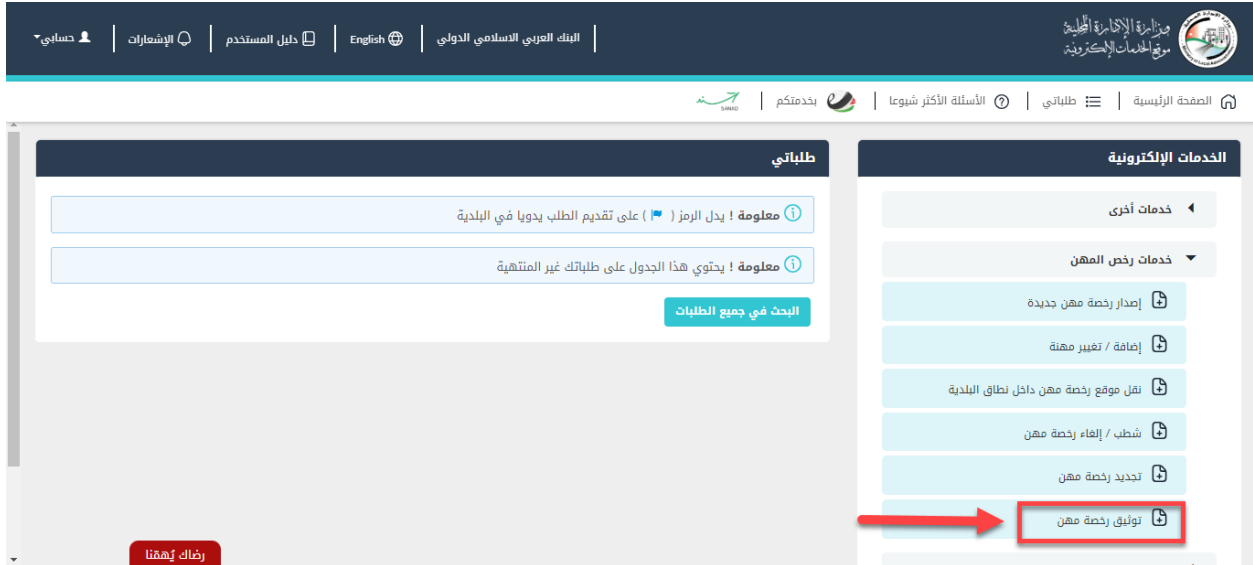 وزارة الإدارة المحلية
موقع الخدمات الإلكترونية
البنك العربي الاسلامي الدولي
English
دليل المستخدم
الإشعارات
حسابي
الصفحة الرئيسية
طلباتي
الأسئلة الأكثر شيوعا
بخدمتكم
سند
SANAD
الخدمات الإلكترونية
خدمات أخرى
خدمات رخص المهن
إصدار رخصة مهن جديدة
إضافة / تغيير مهنة
نقل موقع رخصة مهن داخل نطاق البلدية
شطب / إلغاء رخصة مهن
تجديد رخصة مهن
توثيق رخصة مهن
طلباتي
معلومة ! يدل الرمز ( ) على تقديم الطلب يدويا في البلدية
معلومة ! يحتوي هذا الجدول على طلباتك غير المنتهية
البحث في جميع الطلبات
رضاك يُهمّنا